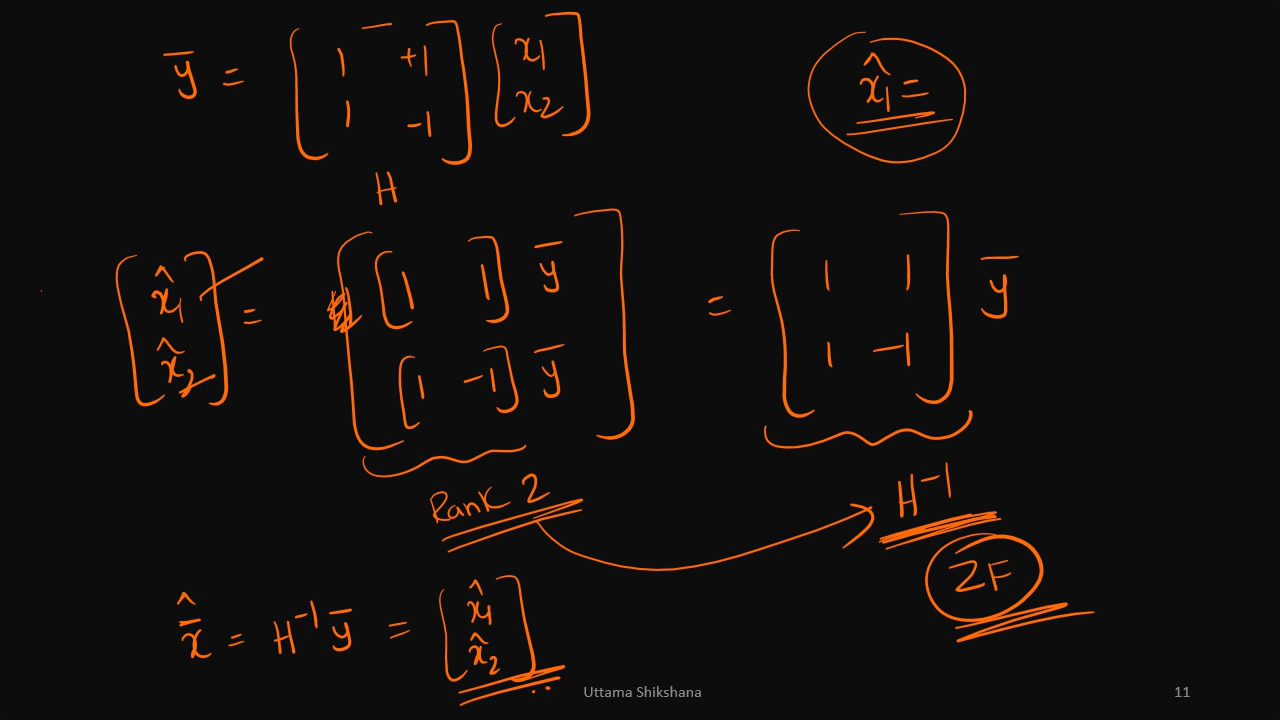 ȳ = [ 1 +1 ; 1 -1 ] [ x1 ; x2 ]
x̂1 =
H
[ x̂1 ; x̂2 ] = [ [ 1 1 ] ȳ ; [ 1 -1 ] ȳ ] = [ 1 1 ; 1 -1 ] ȳ
Rank 2
H⁻¹
ZF
x̄̂ = H⁻¹ ȳ = [ x̂1 ; x̂2 ]
Uttama Shikshana 11